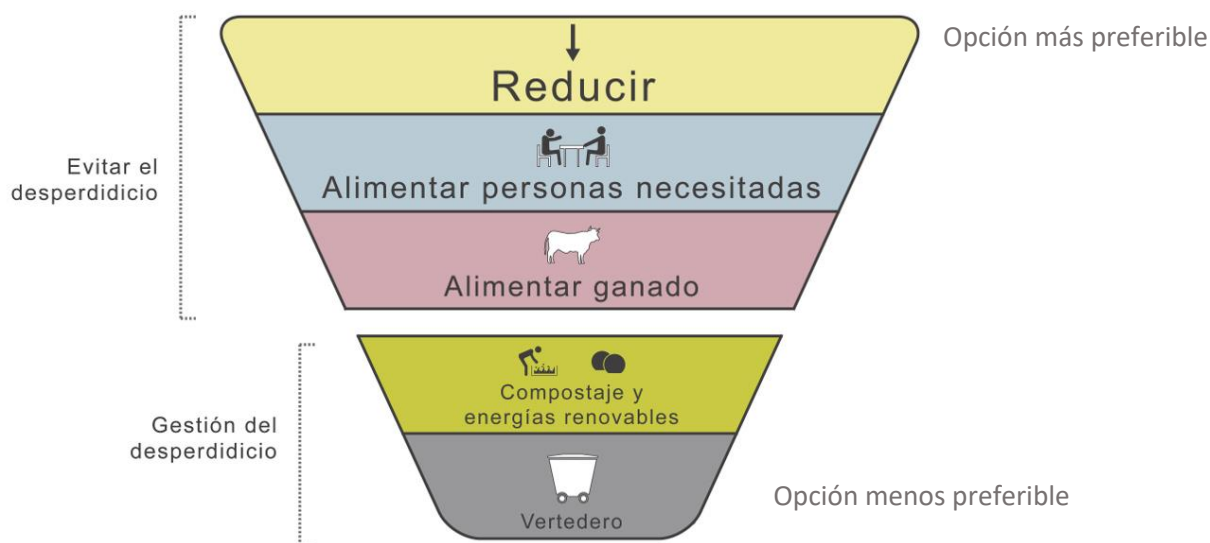 Opción más preferible
Reducir
Evitar el
desperdidicio
Alimentar personas necesitadas
Alimentar ganado
Compostaje y
energías renovables
Gestión del
desperdidicio
Opción menos preferible
Vertedero